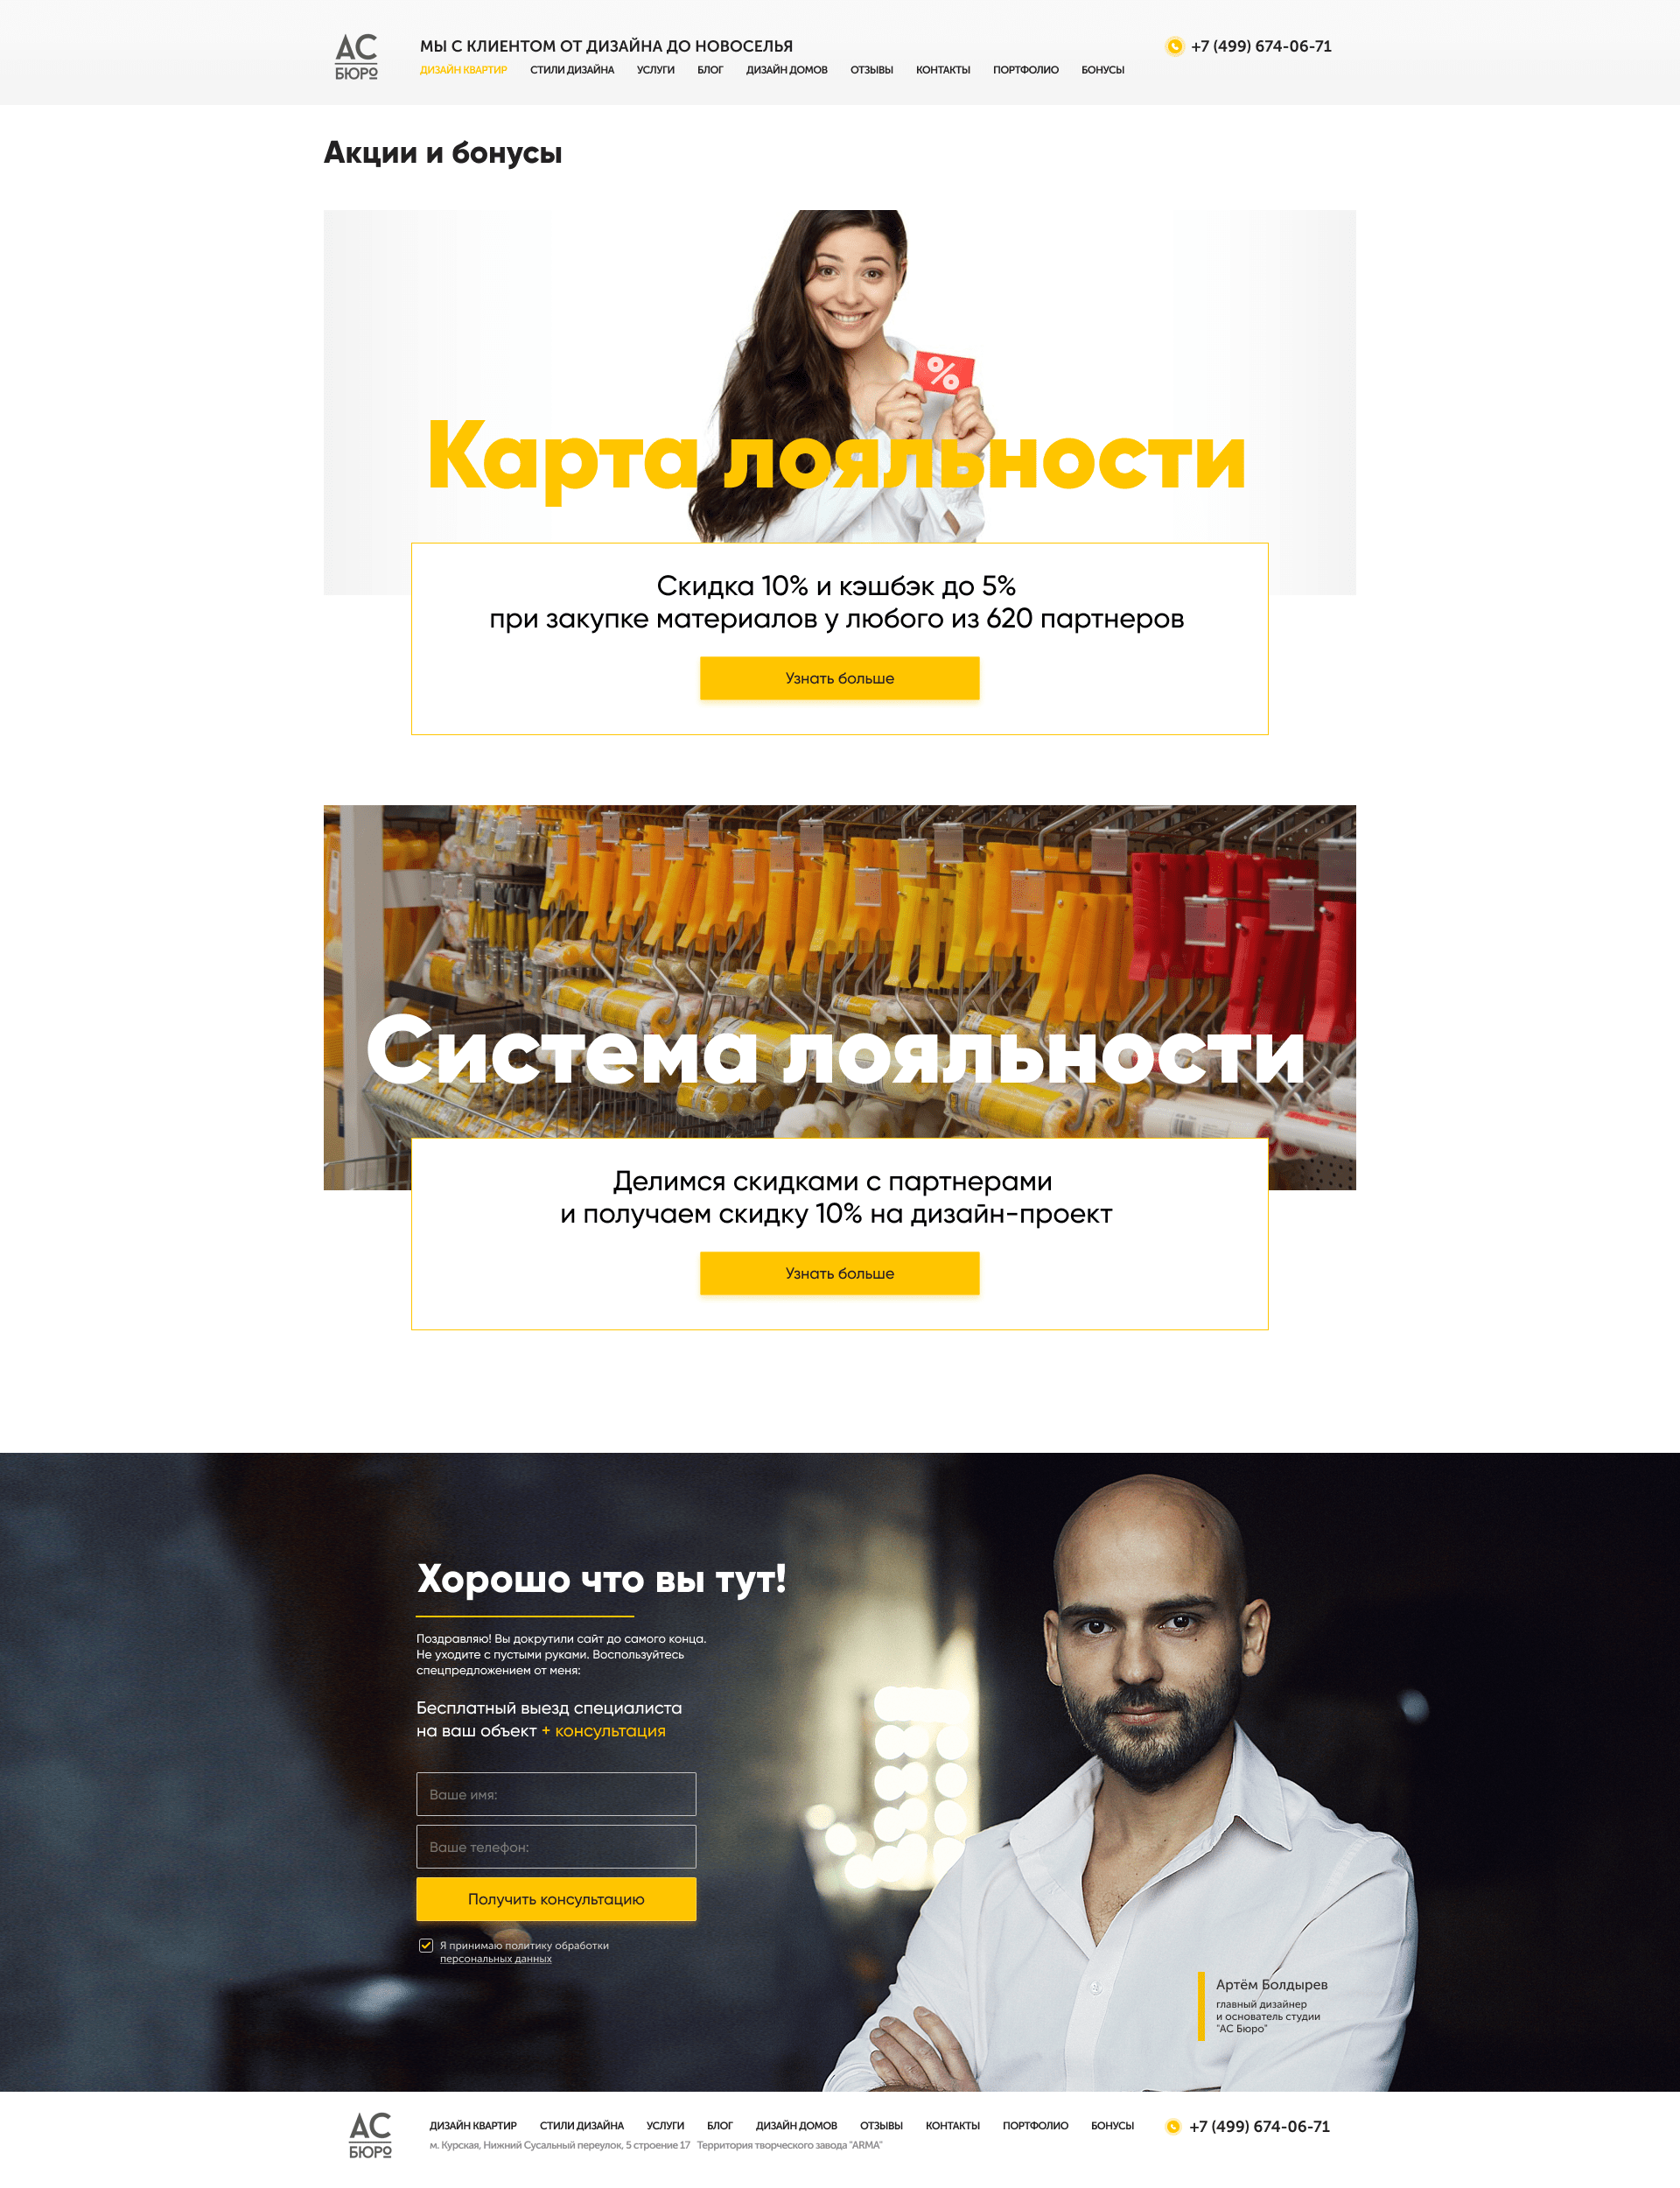 АС
БЮРО
МЫ С КЛИЕНТОМ ОТ ДИЗАЙНА ДО НОВОСЕЛЬЯ
+7 (499) 674-06-71
ДИЗАЙН КВАРТИР СТИЛИ ДИЗАЙНА УСЛУГИ БЛОГ ДИЗАЙН ДОМОВ ОТЗЫВЫ КОНТАКТЫ ПОРТФОЛИО БОНУСЫ
Акции и бонусы
%
Карта лояльности
Скидка 10% и кэшбэк до 5%
при закупке материалов у любого из 620 партнеров
Узнать больше
Система лояльности
Делимся скидками с партнерами
и получаем скидку 10% на дизайн-проект
Узнать больше
Хорошо что вы тут!
Поздравляю! Вы докрутили сайт до самого конца.
Не уходите с пустыми руками. Воспользуйтесь
спецпредложением от меня:
Бесплатный выезд специалиста
на ваш объект + консультация
Ваше имя:
Ваше телефон:
Получить консультацию
Я принимаю политику обработки
персональных данных
Артём Болдырев
главный дизайнер
и основатель студии
"АС Бюро"
АС
БЮРО
ДИЗАЙН КВАРТИР СТИЛИ ДИЗАЙНА УСЛУГИ БЛОГ ДИЗАЙН ДОМОВ ОТЗЫВЫ КОНТАКТЫ ПОРТФОЛИО БОНУСЫ
+7 (499) 674-06-71
м. Курская, Нижний Сусальный переулок, 5 строение 17 Территория творческого завода "ARMA"